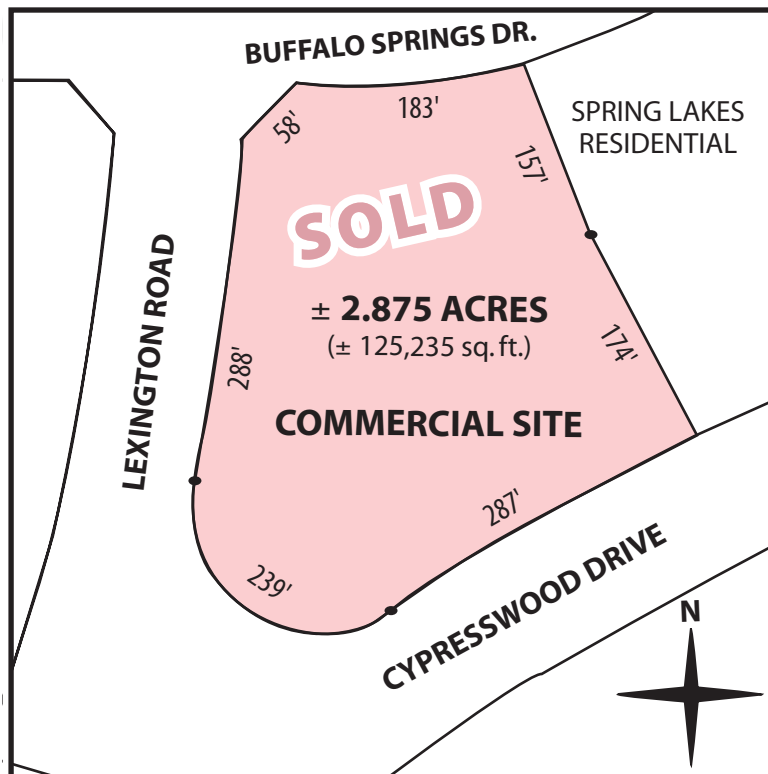 BUFFALO SPRINGS DR.
58'
183'
SPRING LAKES
RESIDENTIAL
157'
SOLD
LEXINGTON ROAD
± 2.875 ACRES
(± 125,235 sq. ft.)
288'
174'
COMMERCIAL SITE
287'
239'
CYPRESSWOOD DRIVE
N